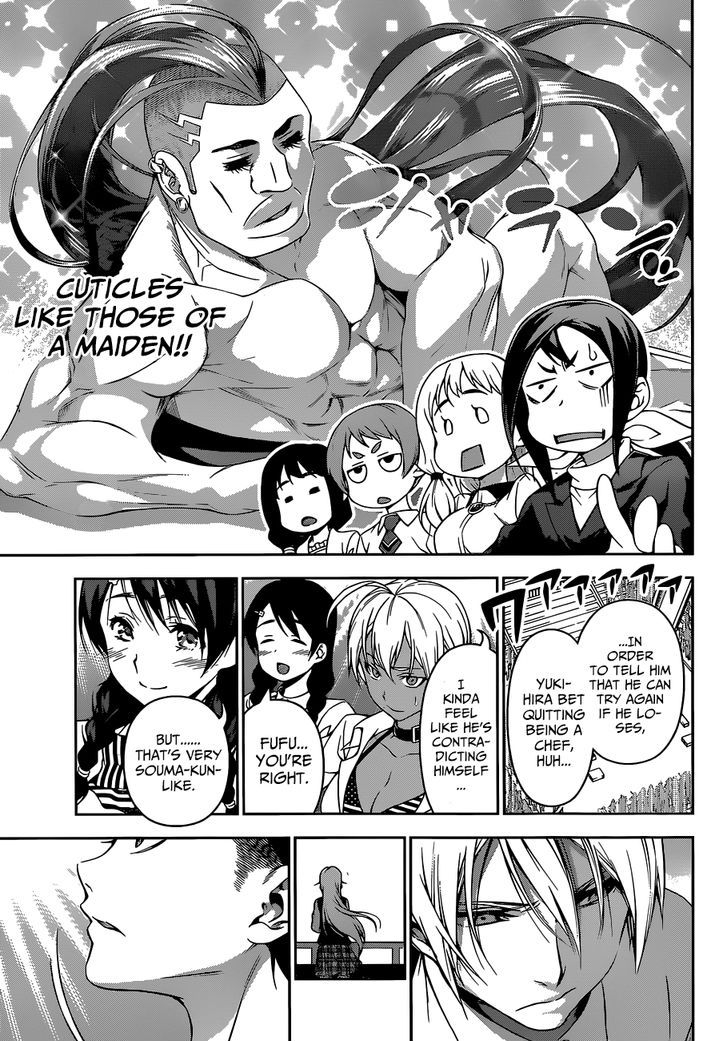 CUTICLES
LIKE THOSE OF
A MAIDEN!!
...IN
ORDER
TO TELL HIM
THAT HE CAN
TRY AGAIN
IF HE LO-
SES,
YUKI-
HIRA BET
QUITTING
BEING A
CHEF,
HUH...
I
KINDA
FEEL
LIKE HE'S
CONTRA-
DICTING
HIMSELF
...
FUFU...
YOU'RE
RIGHT.
BUT......
THAT'S VERY
SOUMA-KUN-
LIKE.